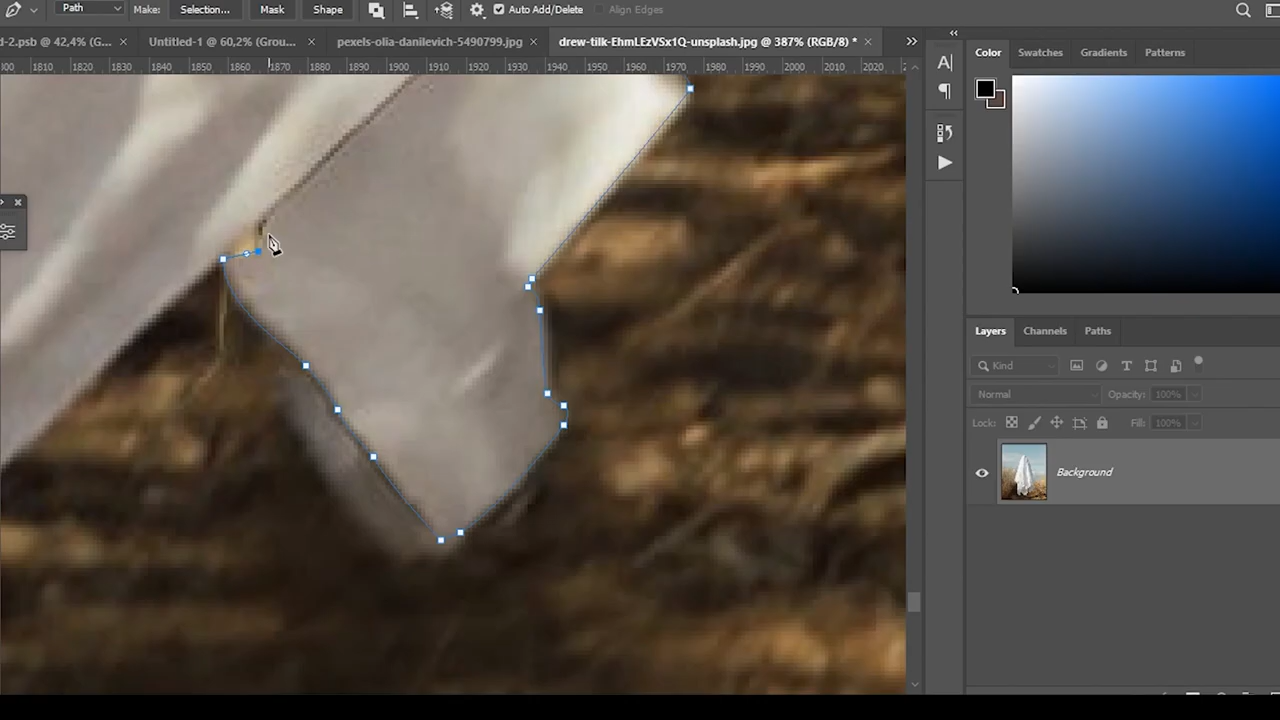 Path
Make:
Selection...
Mask
Shape
Auto Add/Delete
Align Edges
d-2.psb @ 42,4% (G...
Untitled-1 @ 60,2% (Grou...
pexels-olia-danilevich-5490799.jpg
drew-tilk-EhmLEzVSx1Q-unsplash.jpg @ 387% (RGB/8) *
800 1810 1820 1830 1840 1850 1860 1870 1880 1890 1900 1910 1920 1930 1940 1950 1960 1970 1980 1990 2000 2010 2020
Color
Swatches
Gradients
Patterns
Layers
Channels
Paths
Kind
Normal
Opacity: 100%
Lock:
Fill: 100%
Background